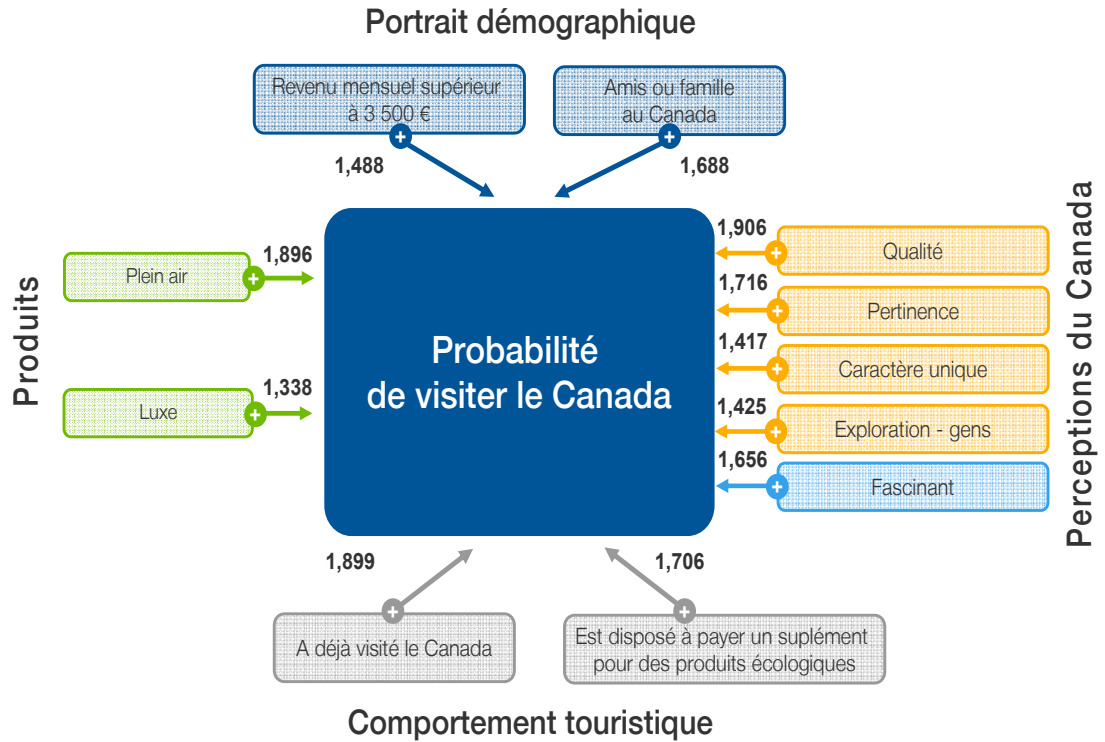 Portrait démographique
Revenu mensuel supérieur
à 3 500 €
Amis ou famille
au Canada
+
+
1,488
1,688
Produits
Plein air
+
1,896
Luxe
+
1,338
Probabilité
de visiter le Canada
1,906
+
Qualité
1,716
+
Pertinence
1,417
+
Caractère unique
1,425
+
Exploration - gens
1,656
+
Fascinant
Perceptions du Canada
1,899
1,706
+
+
A déjà visité le Canada
Est disposé à payer un suplément
pour des produits écologiques
Comportement touristique